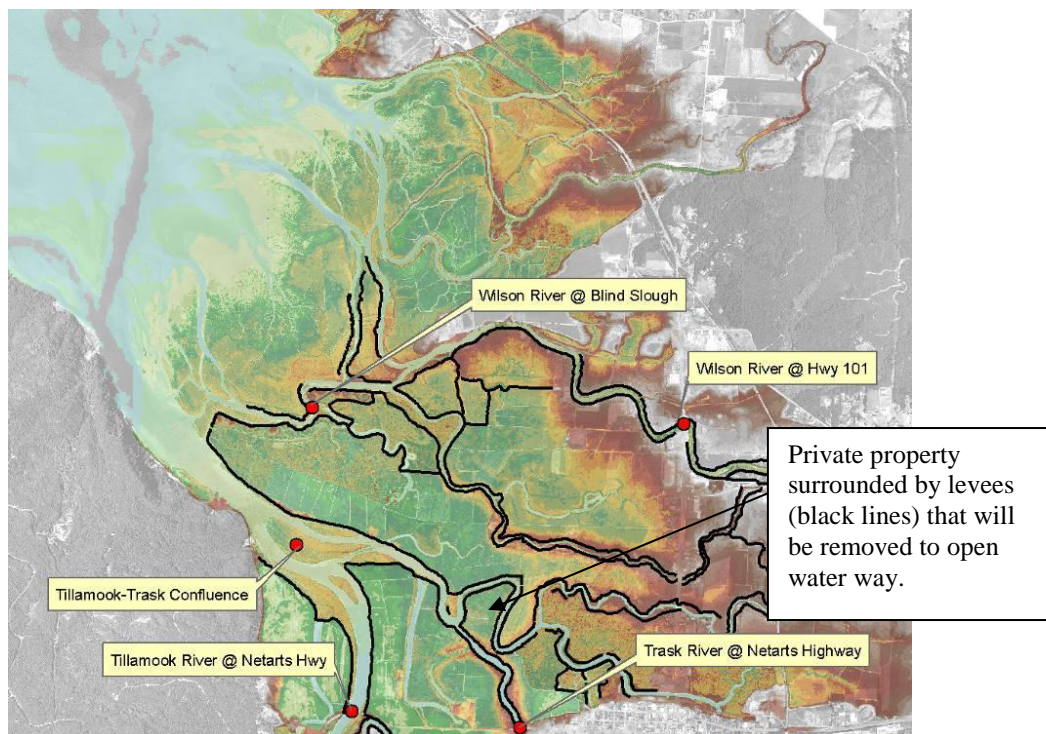 Wilson River @ Blind Slough
Wilson River @ Hwy 101
Private property
surrounded by levees
(black lines) that will
be removed to open
water way.
Tillamook-Trask Confluence
Tillamook River @ Netarts Hwy
Trask River @ Netarts Highway